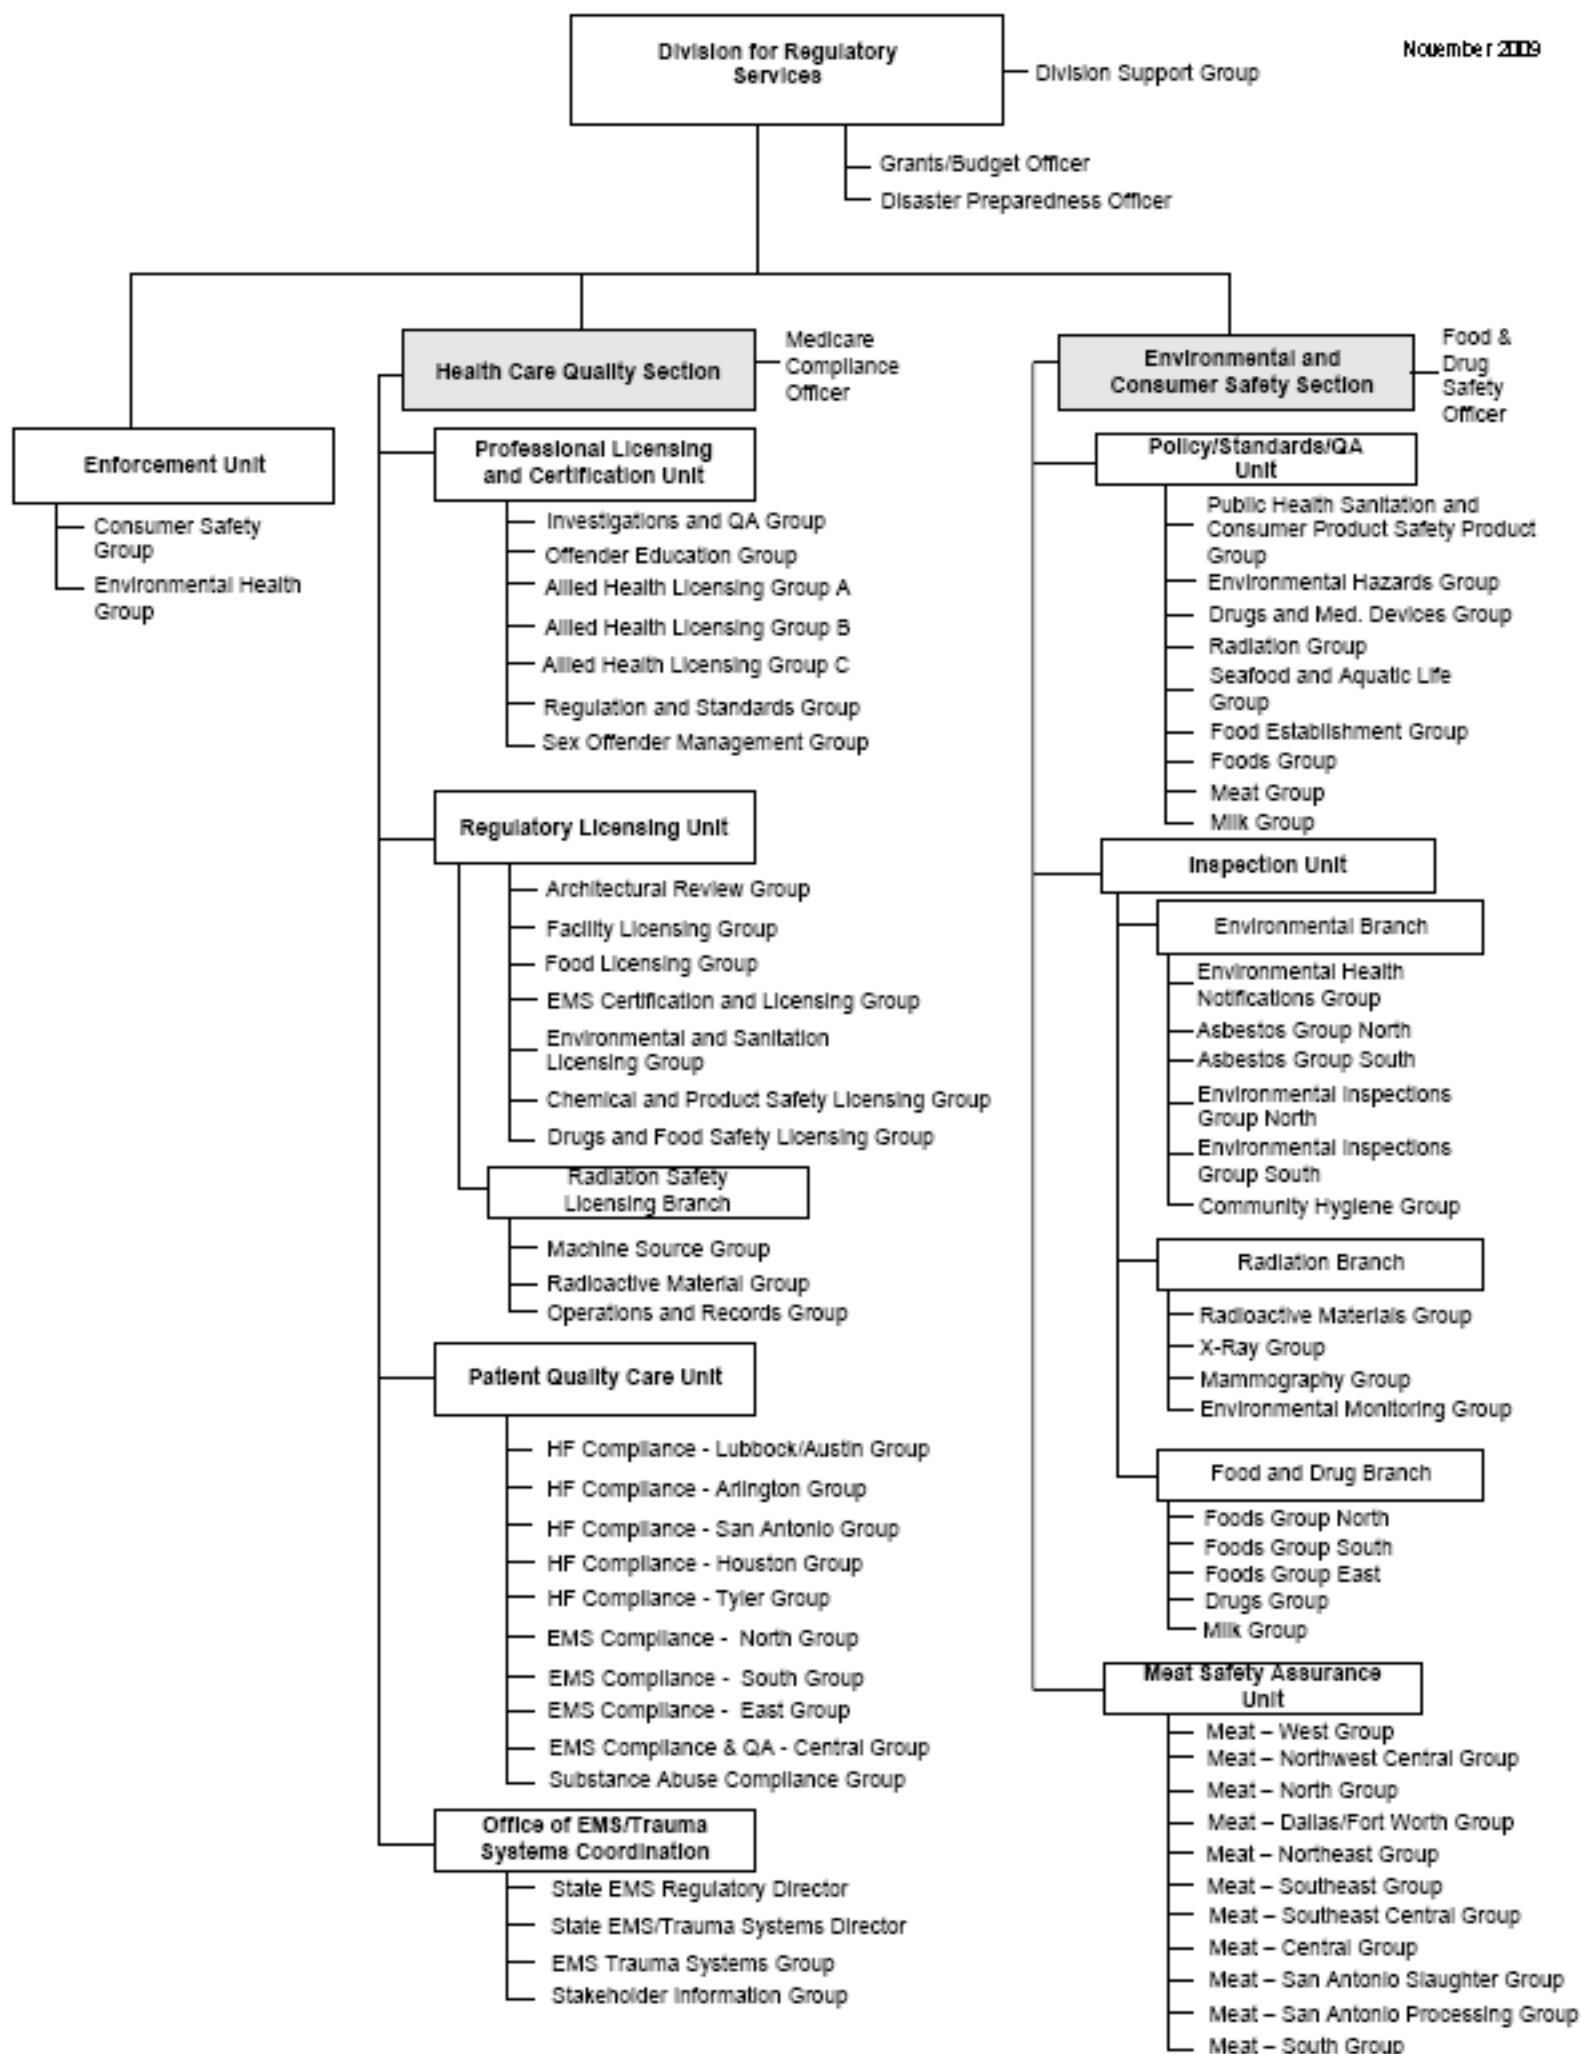 Division for Regulatory
Services
November 2009
Division Support Group
Grants/Budget Officer
Disaster Preparedness Officer
Enforcement Unit
Consumer Safety
Group
Environmental Health
Group
Health Care Quality Section
Medicare
Compliance
Officer
Professional Licensing
and Certification Unit
Investigations and QA Group
Offender Education Group
Allied Health Licensing Group A
Allied Health Licensing Group B
Allied Health Licensing Group C
Regulation and Standards Group
Sex Offender Management Group
Regulatory Licensing Unit
Architectural Review Group
Facility Licensing Group
Food Licensing Group
EMS Certification and Licensing Group
Environmental and Sanitation
Licensing Group
Chemical and Product Safety Licensing Group
Drugs and Food Safety Licensing Group
Radiation Safety
Licensing Branch
Machine Source Group
Radioactive Material Group
Operations and Records Group
Patient Quality Care Unit
HF Compliance - Lubbock/Austin Group
HF Compliance - Arlington Group
HF Compliance - San Antonio Group
HF Compliance - Houston Group
HF Compliance - Tyler Group
EMS Compliance - North Group
EMS Compliance - South Group
EMS Compliance - East Group
EMS Compliance & QA - Central Group
Substance Abuse Compliance Group
Office of EMS/Trauma
Systems Coordination
State EMS Regulatory Director
State EMS/Trauma Systems Director
EMS Trauma Systems Group
Stakeholder Information Group
Environmental and
Consumer Safety Section
Food &
Drug
Safety
Officer
Policy/Standards/QA
Unit
Public Health Sanitation and
Consumer Product Safety Product
Group
Environmental Hazards Group
Drugs and Med. Devices Group
Radiation Group
Seafood and Aquatic Life
Group
Food Establishment Group
Foods Group
Meat Group
Milk Group
Inspection Unit
Environmental Branch
Environmental Health
Notifications Group
Asbestos Group North
Asbestos Group South
Environmental Inspections
Group North
Environmental Inspections
Group South
Community Hygiene Group
Radiation Branch
Radioactive Materials Group
X-Ray Group
Mammography Group
Environmental Monitoring Group
Food and Drug Branch
Foods Group North
Foods Group South
Foods Group East
Drugs Group
Milk Group
Meat Safety Assurance
Unit
Meat – West Group
Meat – Northwest Central Group
Meat – North Group
Meat – Dallas/Fort Worth Group
Meat – Northeast Group
Meat – Southeast Group
Meat – Southeast Central Group
Meat – Central Group
Meat – San Antonio Slaughter Group
Meat – San Antonio Processing Group
Meat – South Group